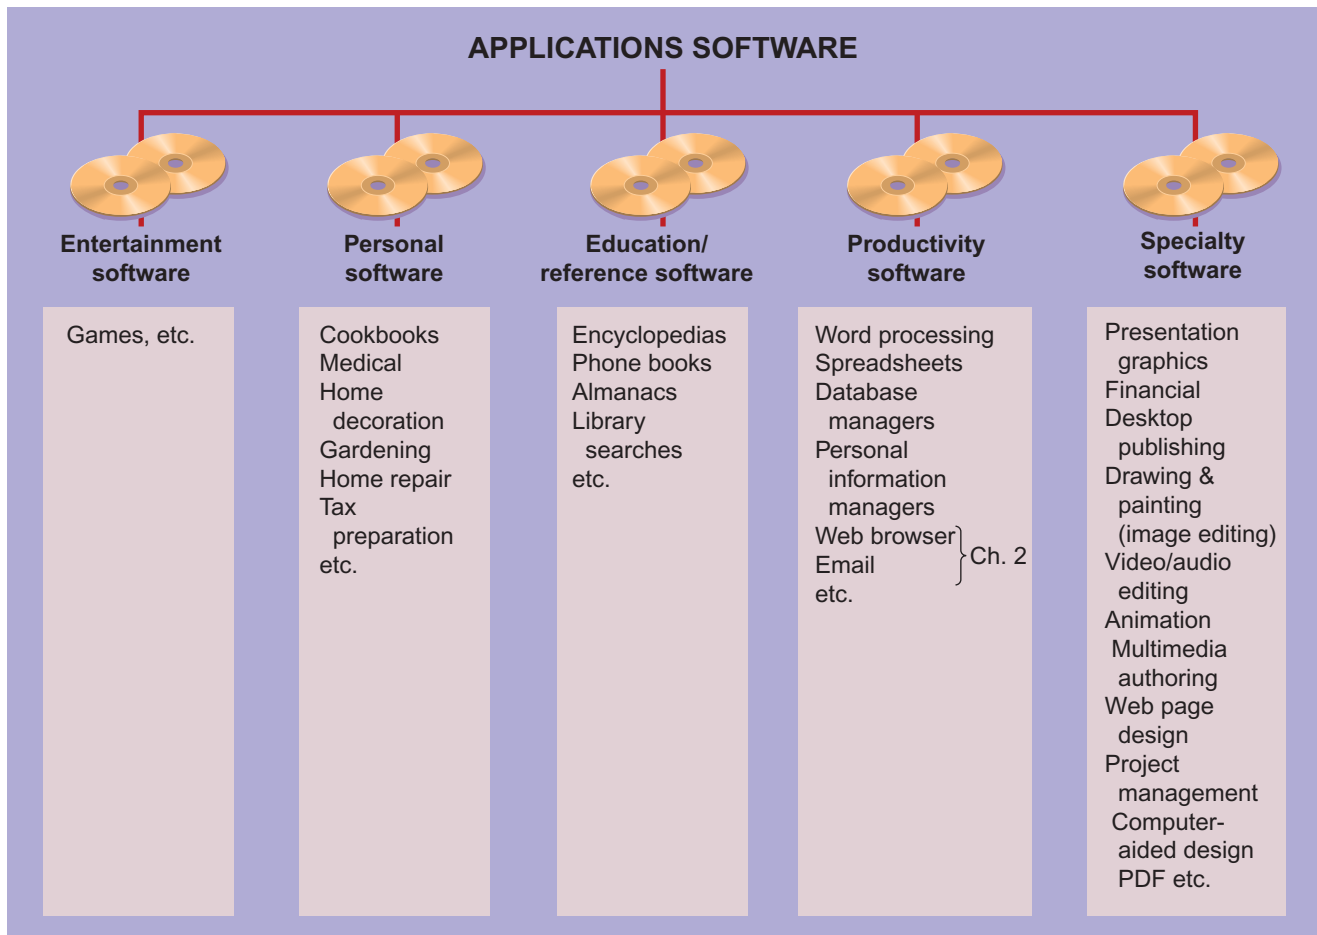 APPLICATIONS SOFTWARE
Entertainment
software
Games, etc.
Personal
software
Cookbooks
Medical
Home
decoration
Gardening
Home repair
Tax
preparation
etc.
Education/
reference software
Encyclopedias
Phone books
Almanacs
Library
searches
etc.
Productivity
software
Word processing
Spreadsheets
Database
managers
Personal
information
managers
Web browser
Email
Ch. 2
etc.
Specialty
software
Presentation
graphics
Financial
Desktop
publishing
Drawing &
painting
(image editing)
Video/audio
editing
Animation
Multimedia
authoring
Web page
design
Project
management
Computer-
aided design
PDF etc.